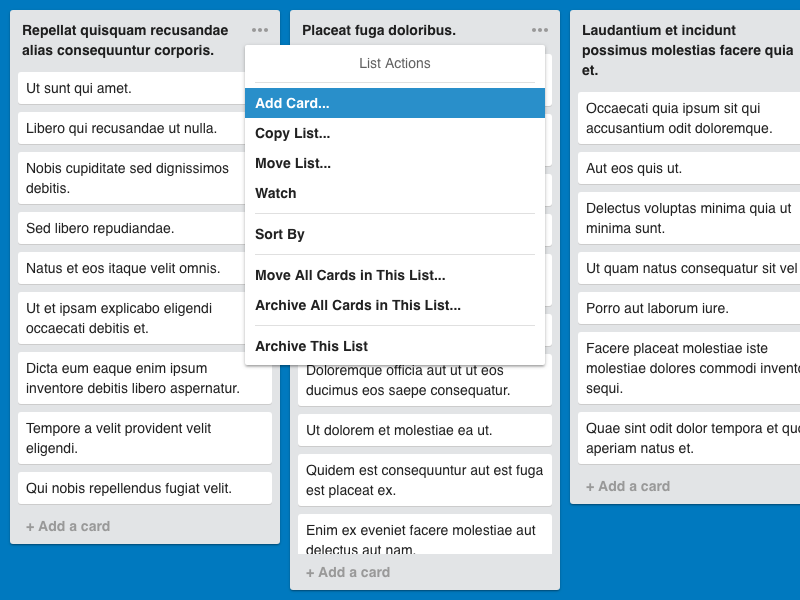 Repellat quisquam recusandae
alias consequuntur corporis.
Ut sunt qui amet.
Libero qui recusandae ut nulla.
Nobis cupiditate sed dignissimos
debitis.
Sed libero repudiandae.
Natus et eos itaque velit omnis.
Ut et ipsam explicabo eligendi
occaecati debitis et.
Dicta eum eaque enim ipsum
inventore debitis libero aspernatur.
Tempore a velit provident velit
eligendi.
Qui nobis repellendus fugiat velit.
+ Add a card
Placeat fuga doloribus.
List Actions
Add Card...
Copy List...
Move List...
Watch
Sort By
Move All Cards in This List...
Archive All Cards in This List...
Archive This List
Doloremque officia aut ut ut eos
ducimus eos saepe consequatur.
Ut dolorem et molestiae ea ut.
Quidem est consequuntur aut est fuga
est placeat ex.
Enim ex eveniet facere molestiae aut
delectus aut nam.
+ Add a card
Laudantium et incidunt
possimus molestias facere quia
et.
Occaecati quia ipsum sit qui
accusantium odit doloremque.
Aut eos quis ut.
Delectus voluptas minima quia ut
minima sunt.
Ut quam natus consequatur sit vel
Porro aut laborum iure.
Facere placeat molestiae iste
molestiae dolores commodi
sequi.
Quae sint odit dolor tempora et
aperiam natus et.
+ Add a card